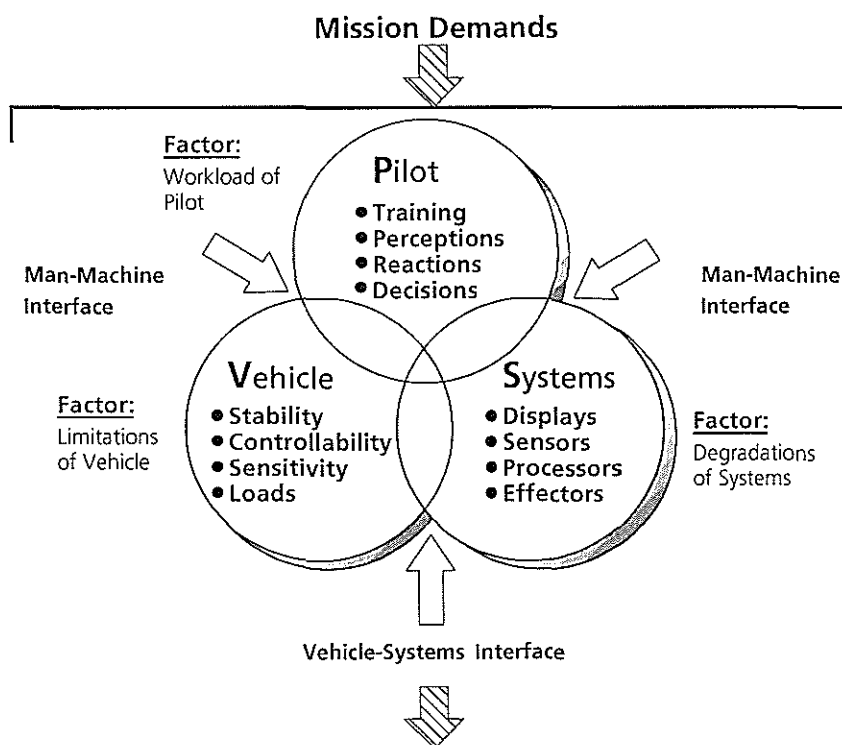 Mission Demands
Factor:
Workload of
Pilot
Pilot
● Training
● Perceptions
● Reactions
● Decisions
Man-Machine
Interface
Man-Machine
Interface
Vehicle
● Stability
● Controllability
● Sensitivity
● Loads
Systems
● Displays
● Sensors
● Processors
● Effectors
Factor:
Limitations
of Vehicle
Factor:
Degradations
of Systems
Vehicle-Systems Interface